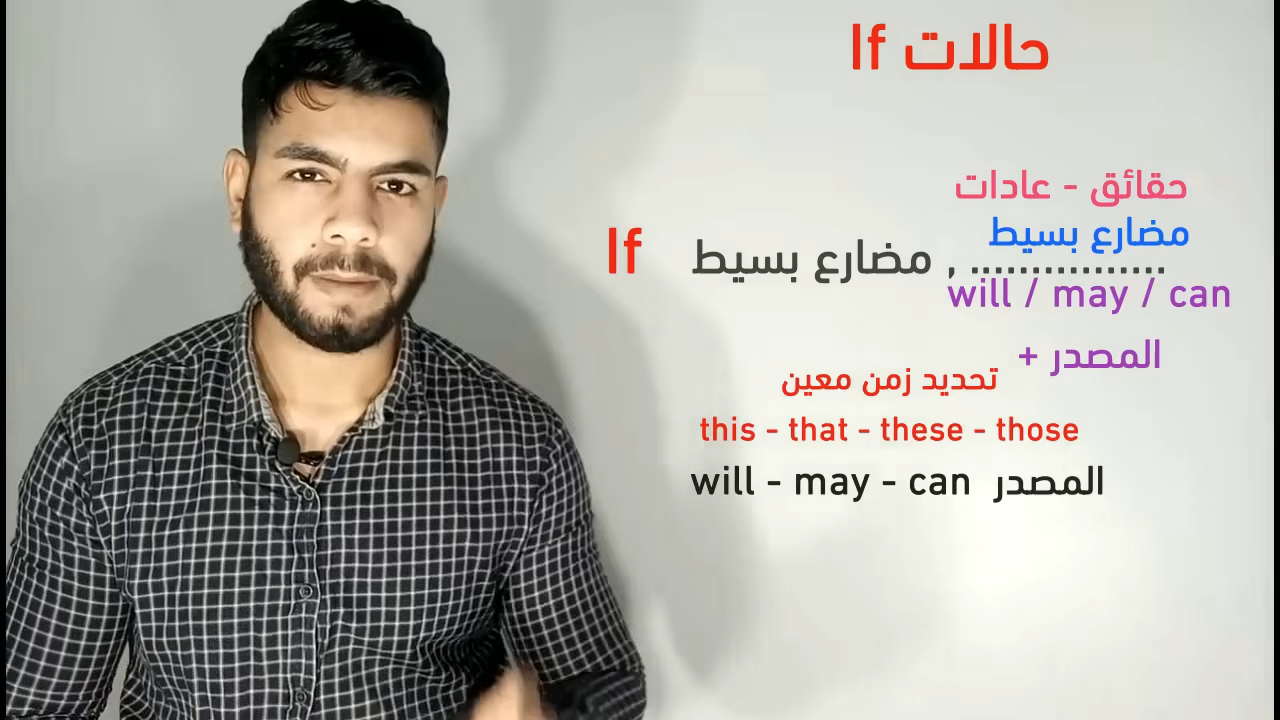 حالات If
حقائق - عادات
مضارع بسيط
If مضارع بسيط , ................
will / may / can
+ المصدر
تحديد زمن معين
this - that - these - those
will - may - can المصدر